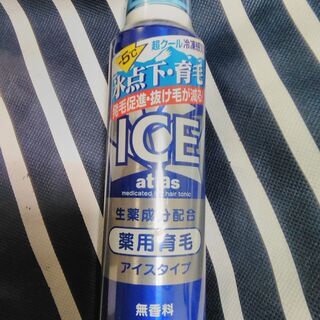 -5℃
超クール冷凍
氷点下・育毛
発毛促進・抜け毛が減る!
ICE
atlas
medicated hair tonic
生薬成分配合
薬用育毛
アイスタイプ
無香料